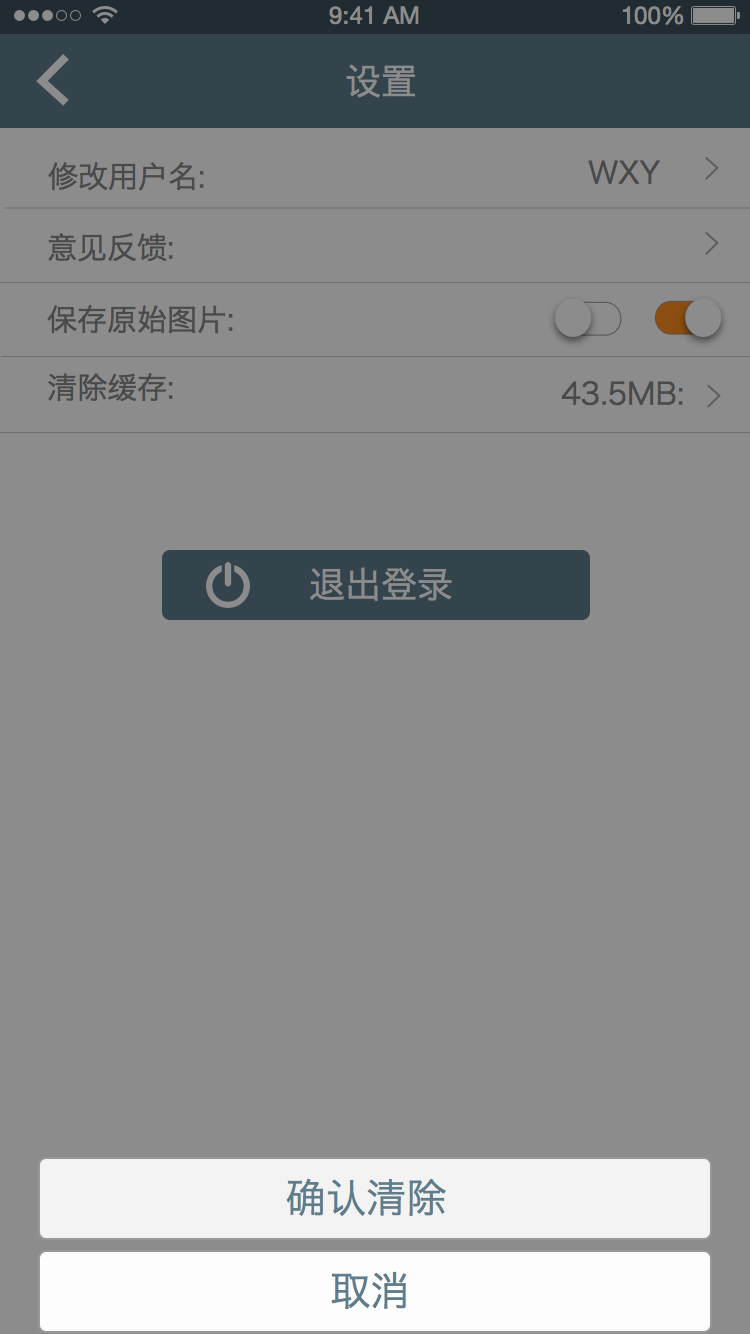 9:41 AM 100%
设置
修改用户名: WXY
意见反馈:
保存原始图片:
清除缓存: 43.5MB:
退出登录
确认清除
取消